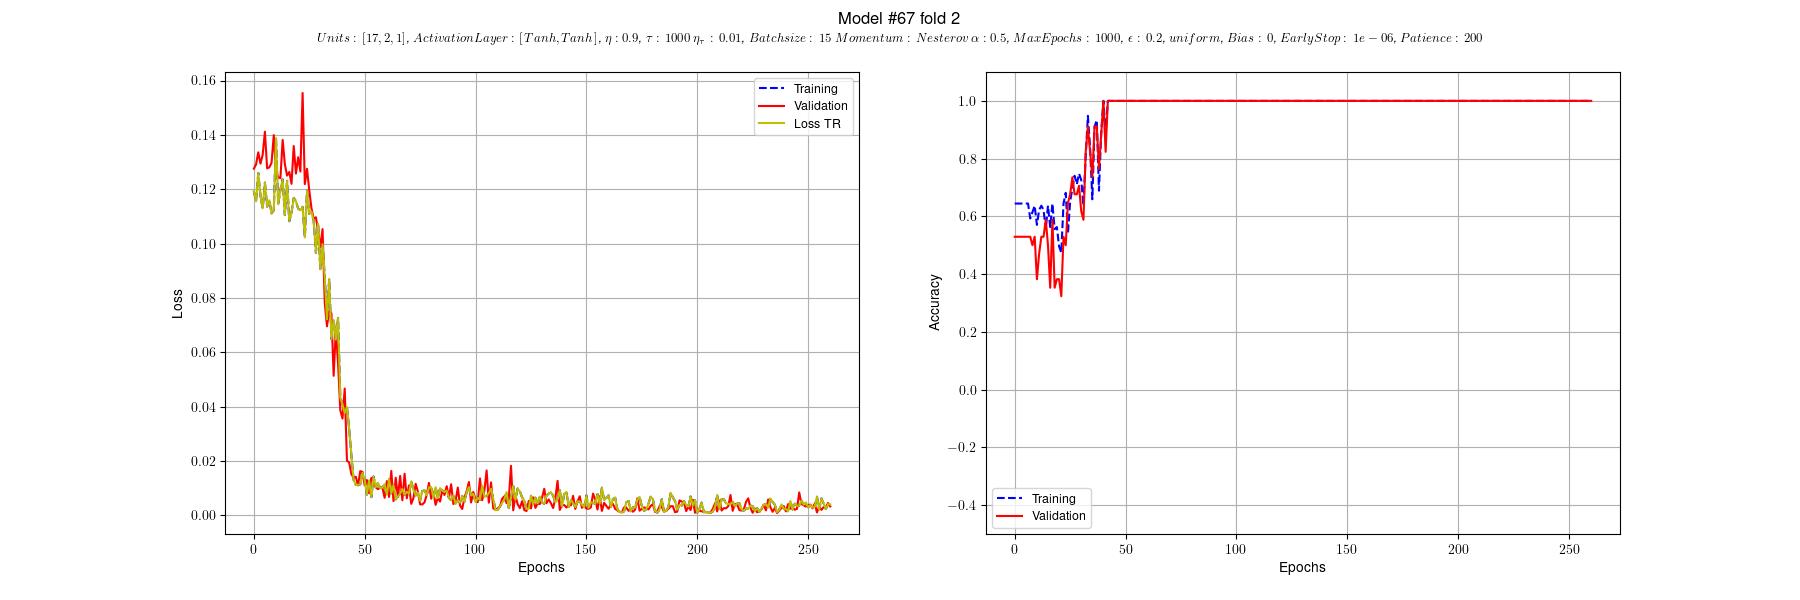 Model #67 fold 2
Units : [17, 2, 1], ActivationLayer : [Tanh, Tanh], η : 0.9, τ : 1000 ητ : 0.01, Batchsize : 15 Momentum : Nesterov α : 0.5, MaxEpochs : 1000, ϵ : 0.2, uniform, Bias : 0, EarlyStop : 1e − 06, Patience : 200
0.16
0.14
0.12
0.10
0.08
0.06
0.04
0.02
0.00
Loss
Training
Validation
Loss TR
0 50 100 150 200 250
Epochs
1.0
0.8
0.6
0.4
0.2
0.0
−0.2
−0.4
Accuracy
Training
Validation
0 50 100 150 200 250
Epochs